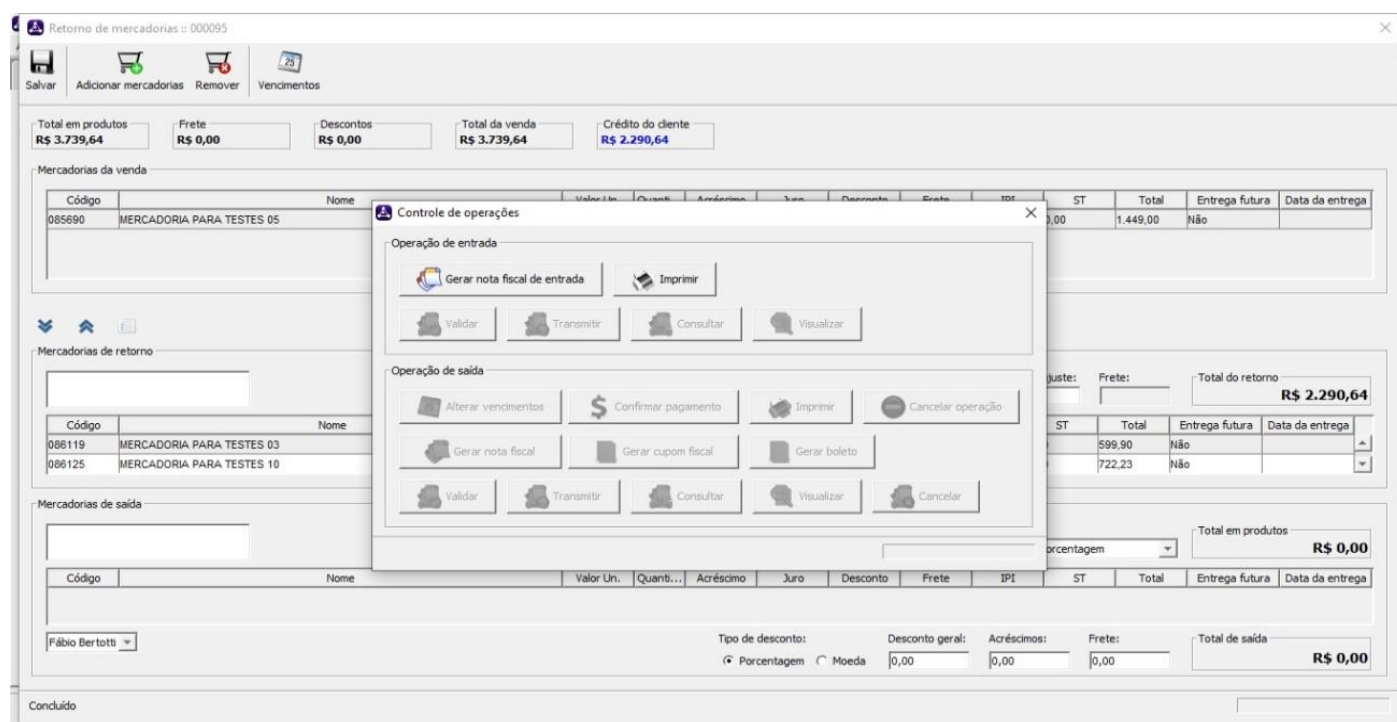 Retorno de mercadorias :: 000095
Salvar Adicionar mercadorias Remover Vencimentos
25
Total em produtos Frete Descontos Total da venda Crédito do cliente
R$ 3.739,64 R$ 0,00 R$ 0,00 R$ 3.739,64 R$ 2.290,64
Mercadorias da venda
Código Nome ST Total Entrega futura Data da entrega
085690 MERCADORIA PARA TESTES 05 1.449,00 Não
Controle de operações
Operação de entrada
Gerar nota fiscal de entrada Imprimir
Validar Transmitir Consultar Visualizar
Operação de saída
Alterar vencimentos Confirmar pagamento Imprimir Cancelar operação
Gerar nota fiscal Gerar cupom fiscal Gerar boleto
Validar Transmitir Consultar Visualizar Cancelar
Mercadorias de retorno
juste: Frete: Total do retorno
R$ 2.290,64
Código Nome ST Total Entrega futura Data da entrega
086119 MERCADORIA PARA TESTES 03 599,90 Não
086125 MERCADORIA PARA TESTES 10 722,23 Não
Mercadorias de saída
orcentagem
Total em produtos
R$ 0,00
Código Nome Valor Un. Quanti... Acréscimo Juro Desconto Frete IPI ST Total Entrega futura Data da entrega
Fábio Bertotti
Tipo de desconto: Desconto geral: Acréscimos: Frete: Total de saída
Porcentagem Moeda 0,00 0,00 0,00 R$ 0,00
Concluído